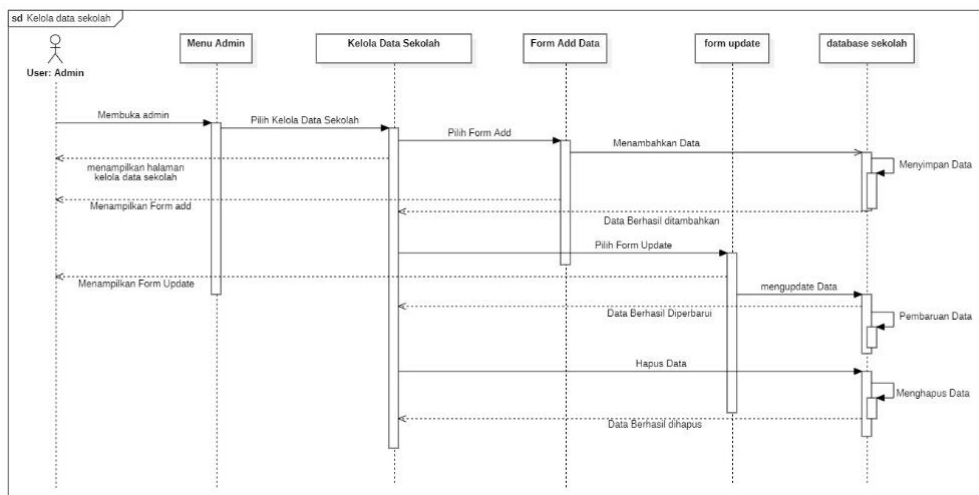 sd Kelola data sekolah
User: Admin
Menu Admin
Kelola Data Sekolah
Form Add Data
form update
database sekolah
Membuka admin
Pilih Kelola Data Sekolah
Pilih Form Add
Menambahkan Data
Menyimpan Data
menampilkan halaman
kelola data sekolah
Menampilkan Form add
Data Berhasil ditambahkan
Pilih Form Update
Menampilkan Form Update
mengupdate Data
Data Berhasil Diperbarui
Pembaruan Data
Hapus Data
Menghapus Data
Data Berhasil dihapus